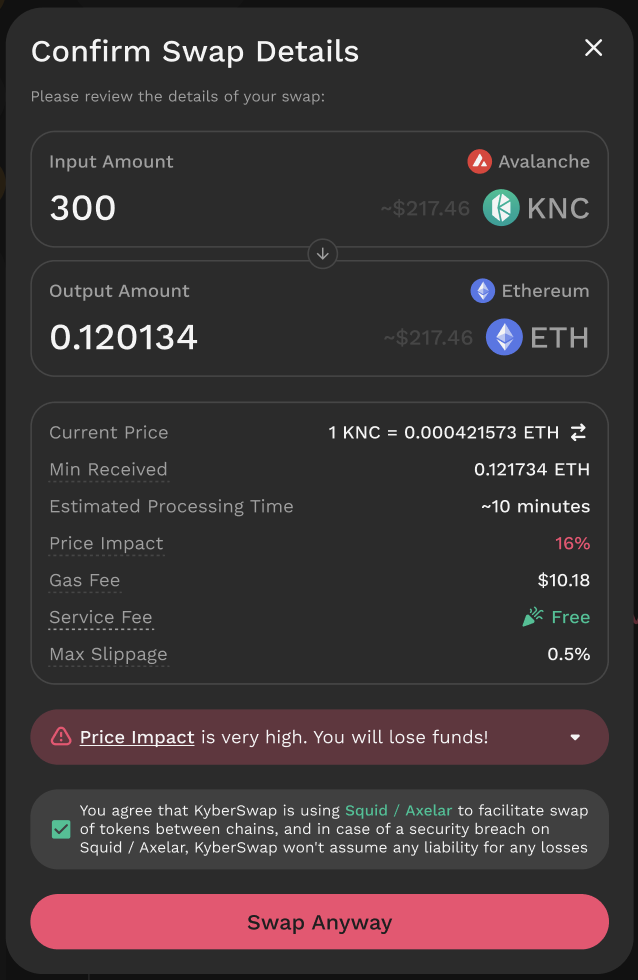 Confirm Swap Details
Please review the details of your swap:
Input Amount Avalanche
300 ~$217.46 KNC
Output Amount Ethereum
0.120134 ~$217.46 ETH
Current Price 1 KNC = 0.000421573 ETH
Min Received 0.121734 ETH
Estimated Processing Time ~10 minutes
Price Impact 16%
Gas Fee $10.18
Service Fee Free
Max Slippage 0.5%
Price Impact is very high. You will lose funds!
You agree that KyberSwap is using Squid / Axelar to facilitate swap
of tokens between chains, and in case of a security breach on
Squid / Axelar, KyberSwap won't assume any liability for any losses
Swap Anyway